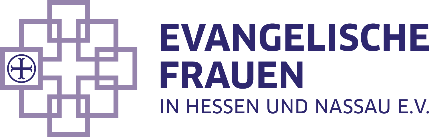 EVANGELISCHE
FRAUEN
IN HESSEN UND NASSAU E.V.